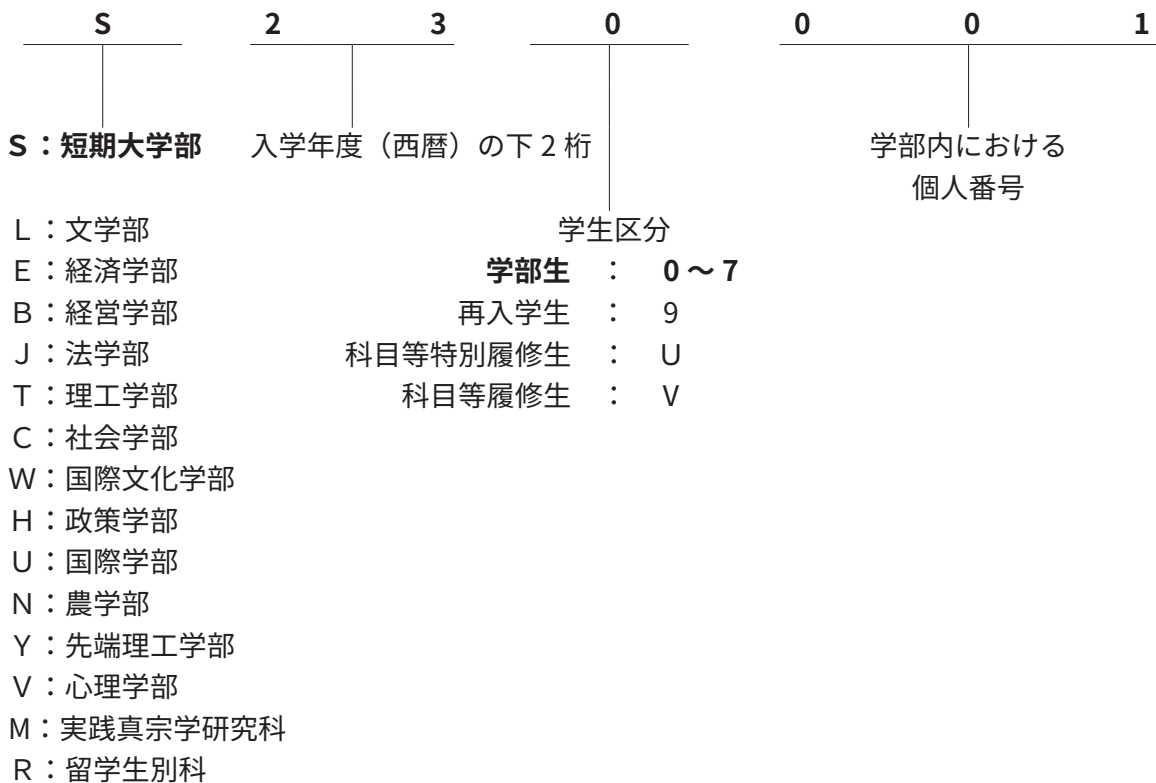 S 2 3 0 0 0 1
S：短期大学部 入学年度（西暦）の下2桁 学部内における
個人番号
L：文学部 学生区分
E：経済学部 学部生 ： 0～7
B：経営学部 再入学生 ： 9
J：法学部 科目等特別履修生 ： U
T：理工学部 科目等履修生 ： V
C：社会学部
W：国際文化学部
H：政策学部
U：国際学部
N：農学部
Y：先端理工学部
V：心理学部
M：実践真宗学研究科
R：留学生別科